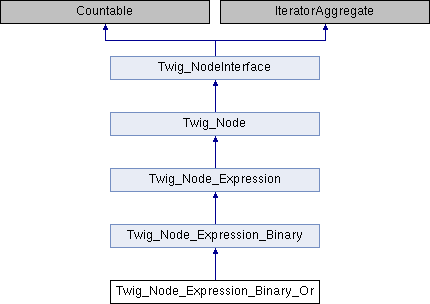 Countable
IteratorAggregate
Twig_NodeInterface
Twig_Node
Twig_Node_Expression
Twig_Node_Expression_Binary
Twig_Node_Expression_Binary_Or